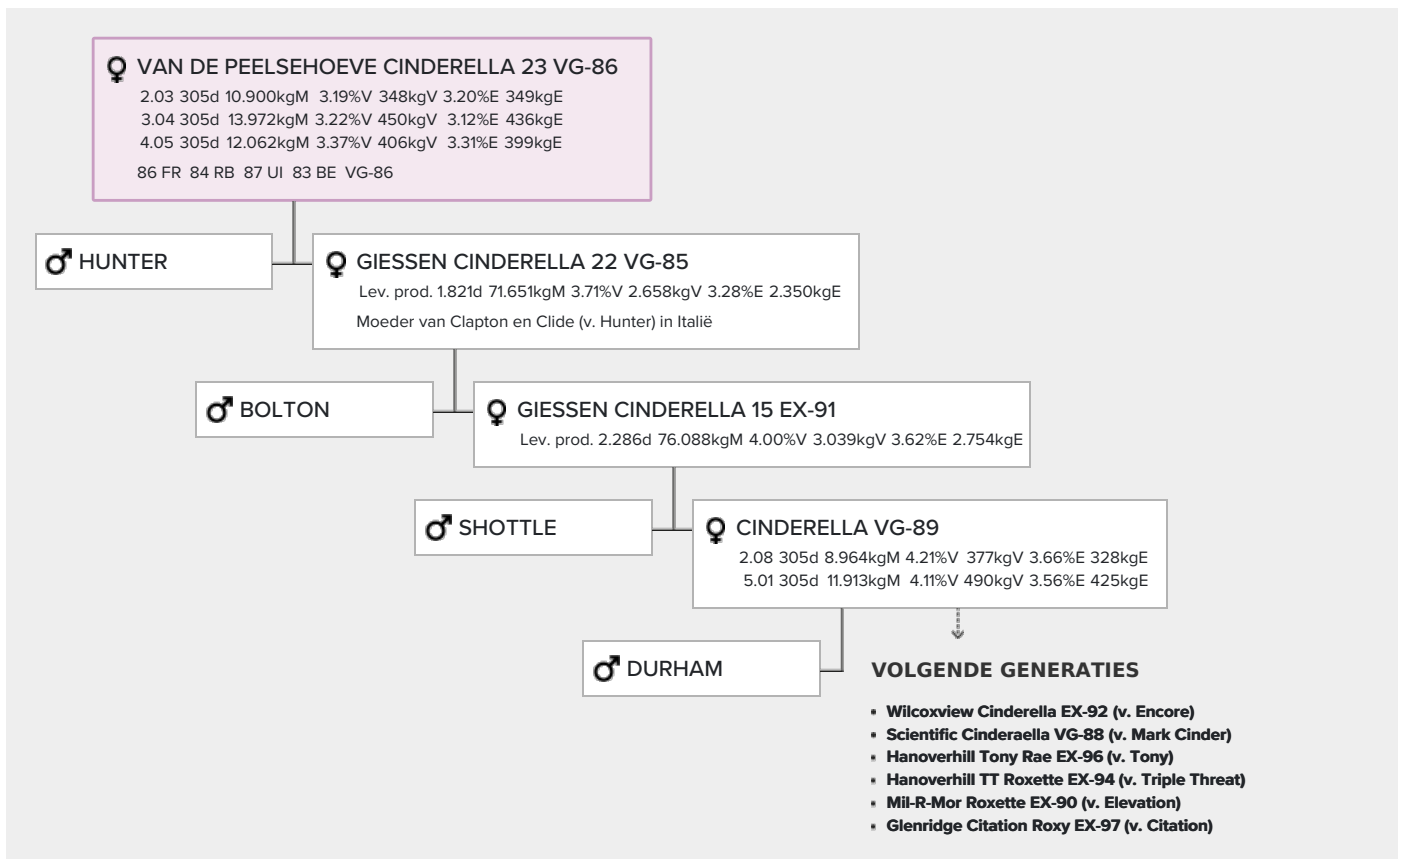 VAN DE PEELSEHOEVE CINDERELLA 23 VG-86
2.03 305d 10.900kgM 3.19%V 348kgV 3.20%E 349kgE
3.04 305d 13.972kgM 3.22%V 450kgV 3.12%E 436kgE
4.05 305d 12.062kgM 3.37%V 406kgV 3.31%E 399kgE
86 FR 84 RB 87 UI 83 BE VG-86
HUNTER
GIESSEN CINDERELLA 22 VG-85
Lev. prod. 1.821d 71.651kgM 3.71%V 2.658kgV 3.28%E 2.350kgE
Moeder van Clapton en Clide (v. Hunter) in Italië
BOLTON
GIESSEN CINDERELLA 15 EX-91
Lev. prod. 2.286d 76.088kgM 4.00%V 3.039kgV 3.62%E 2.754kgE
SHOTTLE
CINDERELLA VG-89
2.08 305d 8.964kgM 4.21%V 377kgV 3.66%E 328kgE
5.01 305d 11.913kgM 4.11%V 490kgV 3.56%E 425kgE
DURHAM
VOLGENDE GENERATIES
• Wilcoxview Cinderella EX-92 (v. Encore)
• Scientific Cinderaella VG-88 (v. Mark Cinder)
• Hanoverhill Tony Rae EX-96 (v. Tony)
• Hanoverhill TT Roxette EX-94 (v. Triple Threat)
• Mil-R-Mor Roxette EX-90 (v. Elevation)
• Glenridge Citation Roxy EX-97 (v. Citation)